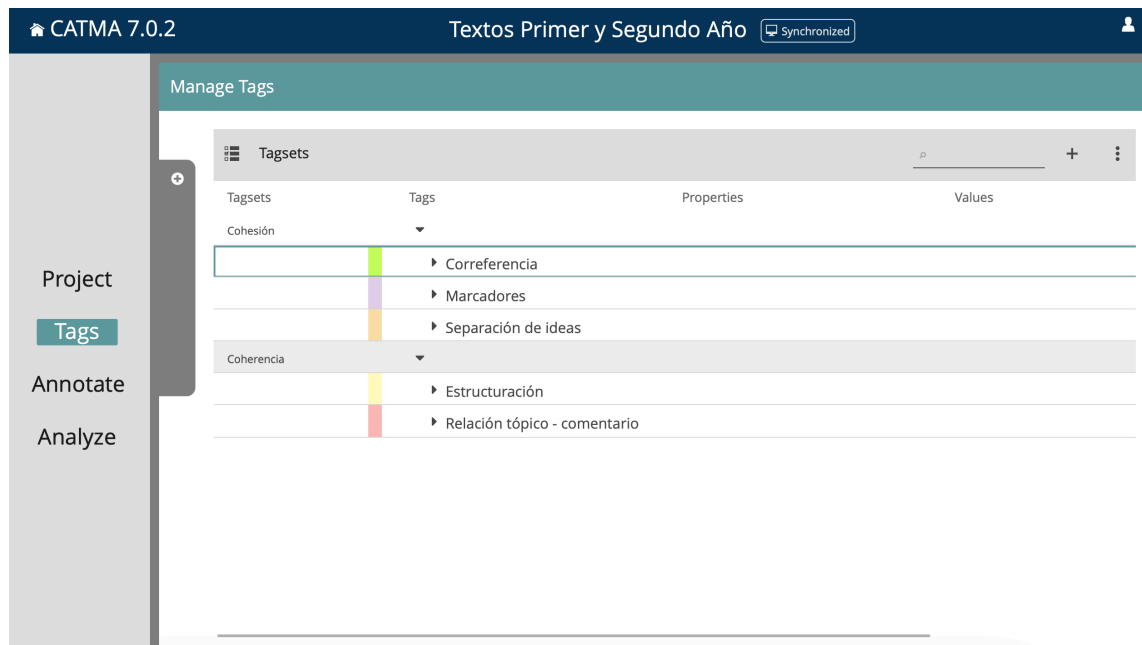 CATMA 7.0.2
Textos Primer y Segundo Año
Synchronized
Manage Tags
Tagsets
Tagsets Tags Properties Values
Cohesión
Correferencia
Marcadores
Separación de ideas
Coherencia
Estructuración
Relación tópico - comentario
Project
Tags
Annotate
Analyze